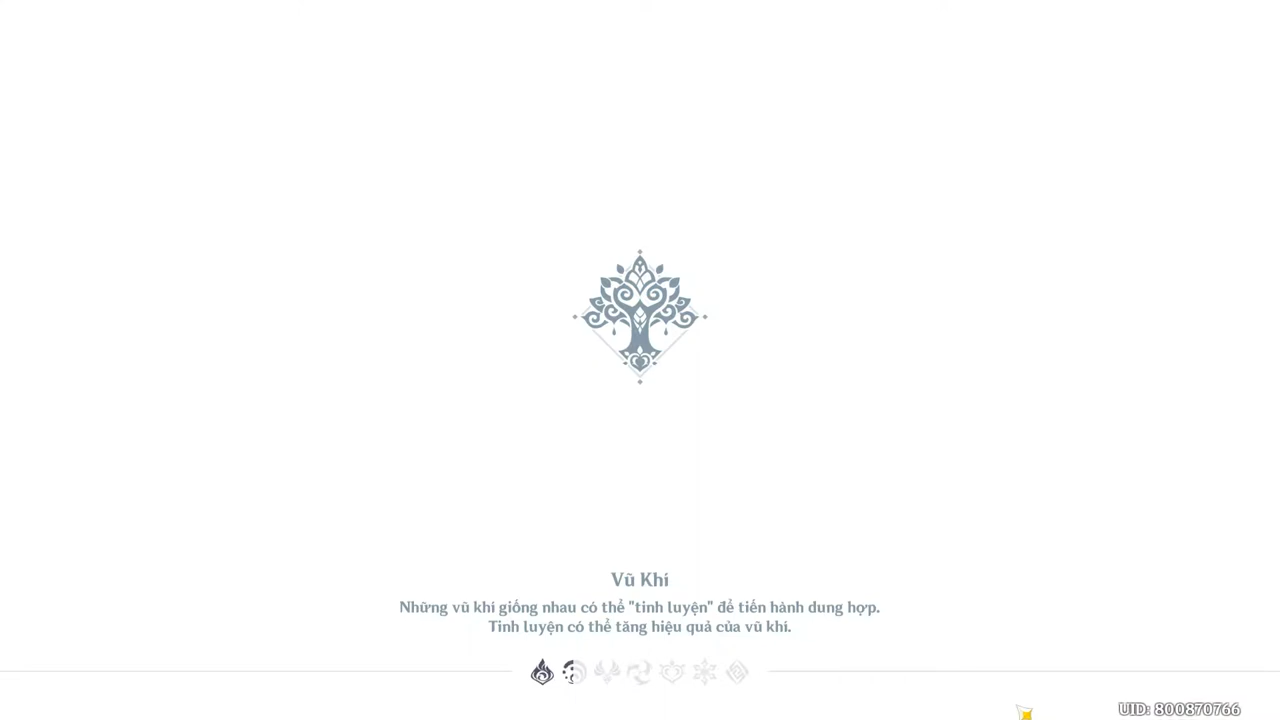 Vũ Khí
Những vũ khí giống nhau có thể "tinh luyện" để tiến hành dung hợp.
Tinh luyện có thể tăng hiệu quả của vũ khí.
UID: 800870766